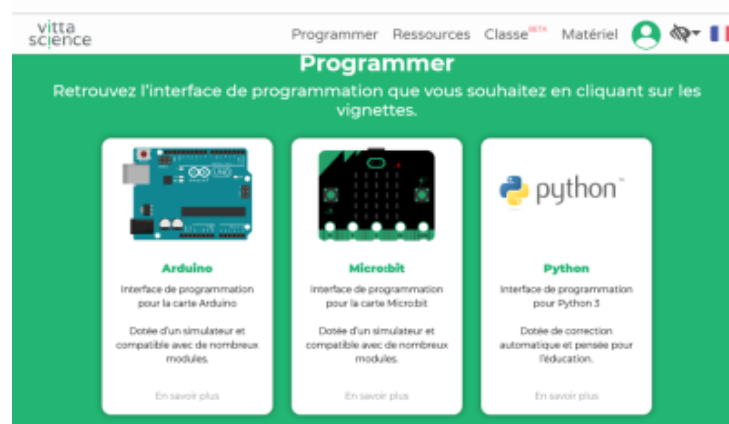 vitta
science
Programmer Ressources Classe BETA Matériel
Programmer
Retrouvez l'interface de programmation que vous souhaitez en cliquant sur les
vignettes.
UNO
python™
Arduino
Interface de programmation
pour la carte Arduino
Dotée d'un simulateur et
compatible avec de nombreux
modules.
En savoir plus
Micro:bit
Interface de programmation
pour la carte Micro:bit
Dotée d'un simulateur et
compatible avec de nombreux
modules.
En savoir plus
Python
Interface de programmation
pour Python 3
Dotée de correction
automatique et pensée pour
l'éducation.
En savoir plus